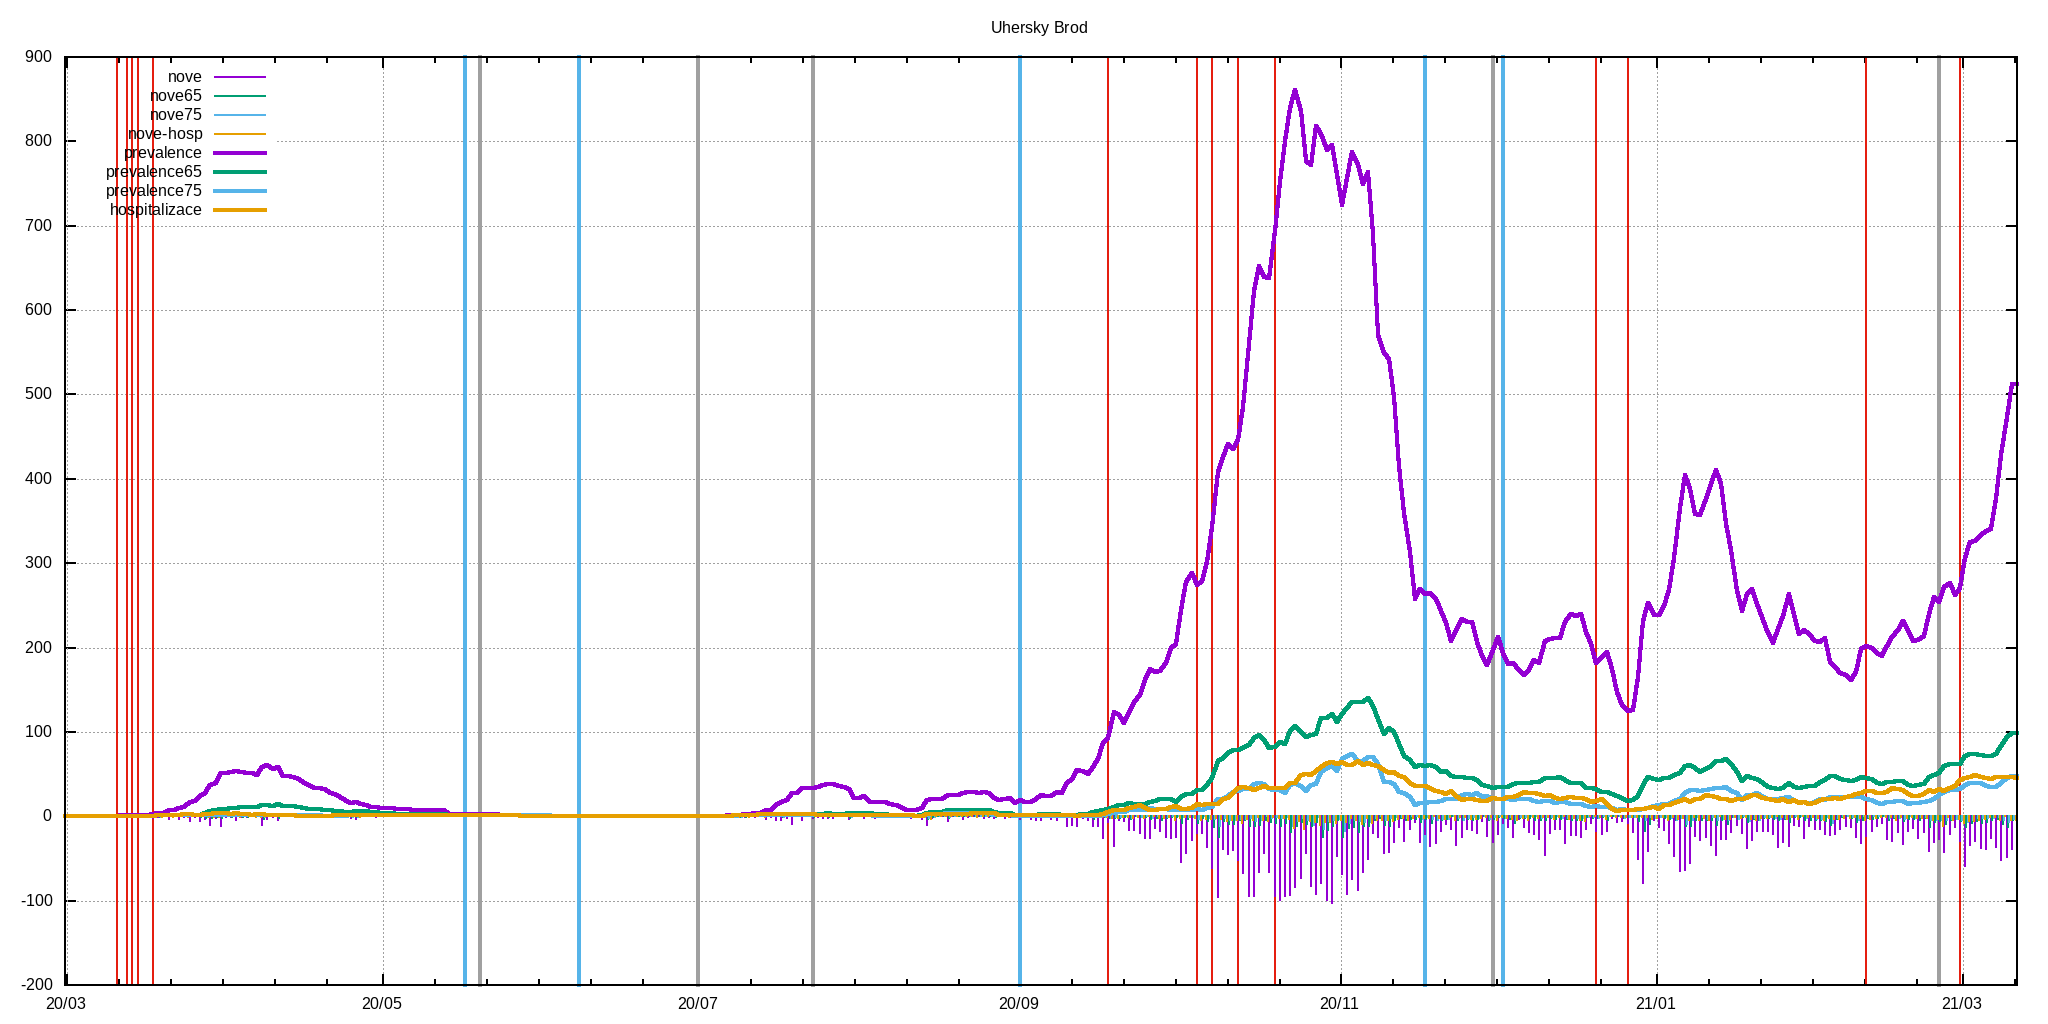 Uhersky Brod
900
800
700
600
500
400
300
200
100
0
-100
-200
nove
nove65
nove75
nove-hosp
prevalence
prevalence65
prevalence75
hospitalizace
20/03 20/05 20/07 20/09 20/11 21/01 21/03